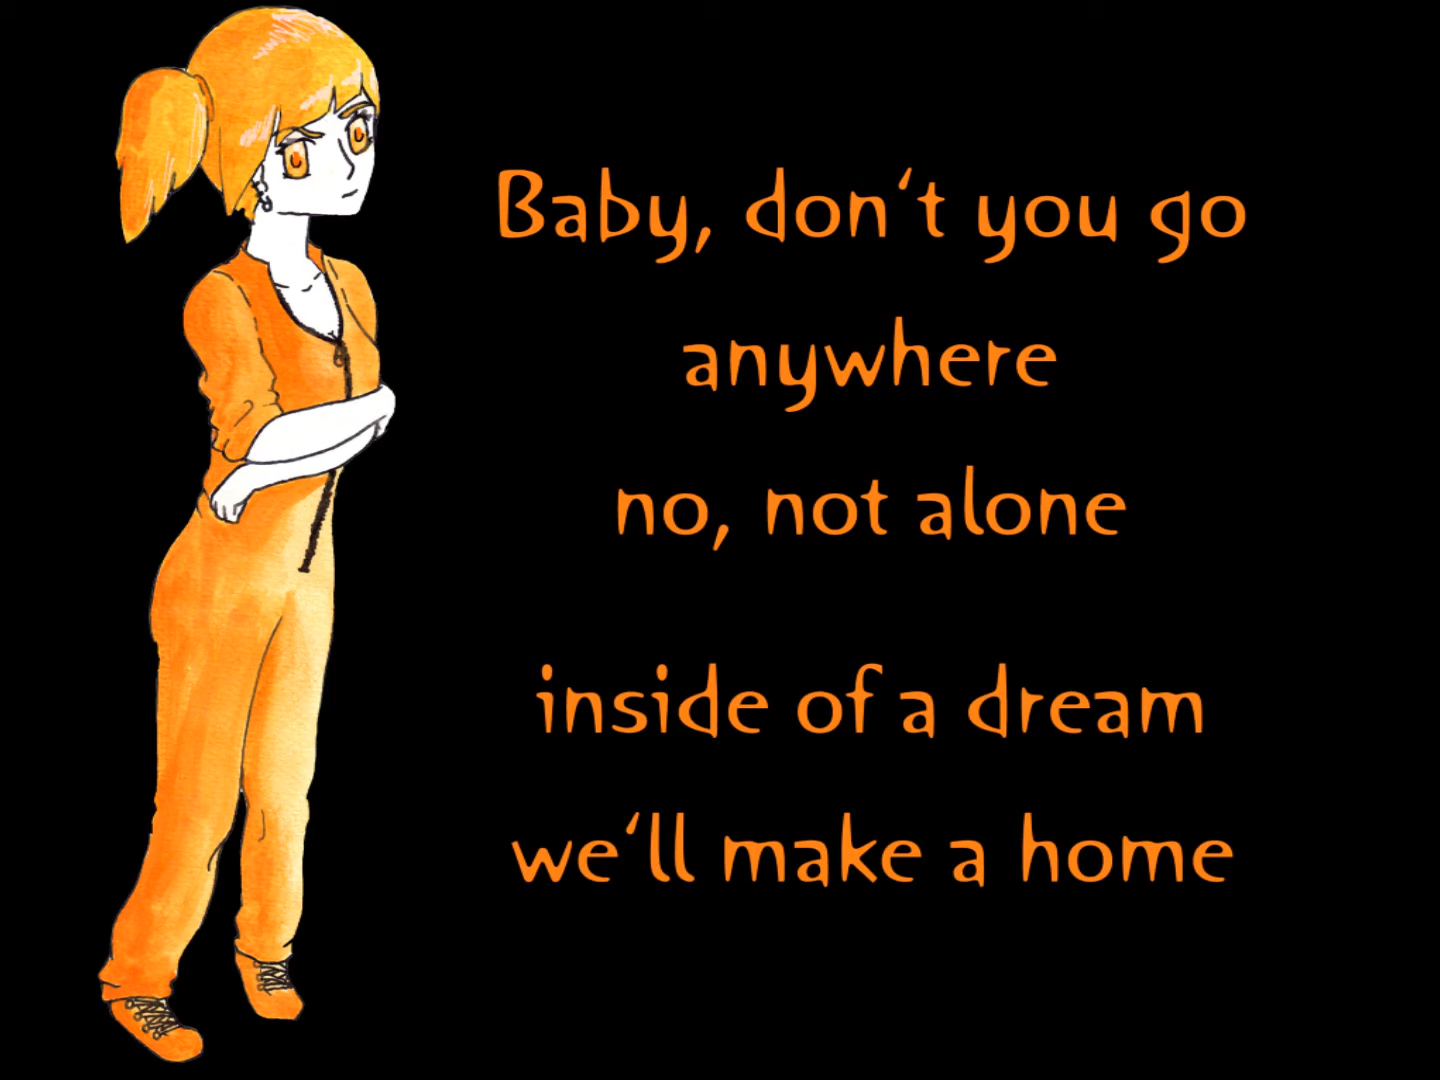 Baby, don't you go
anywhere
no, not alone
inside of a dream
we'll make a home